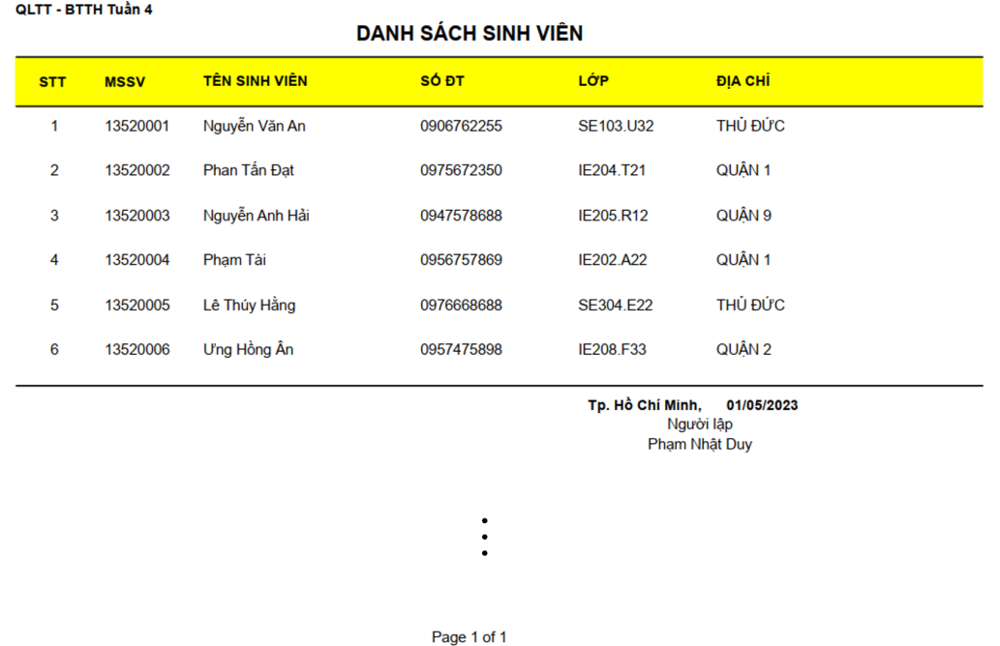 QLTT - BTTH Tuần 4
DANH SÁCH SINH VIÊN
STT MSSV TÊN SINH VIÊN SỐ ĐT LỚP ĐỊA CHỈ
1 13520001 Nguyễn Văn An 0906762255 SE103.U32 THỦ ĐỨC
2 13520002 Phan Tấn Đạt 0975672350 IE204.T21 QUẬN 1
3 13520003 Nguyễn Anh Hải 0947578688 IE205.R12 QUẬN 9
4 13520004 Phạm Tài 0956757869 IE202.A22 QUẬN 1
5 13520005 Lê Thúy Hằng 0976668688 SE304.E22 THỦ ĐỨC
6 13520006 Ưng Hồng Ân 0957475898 IE208.F33 QUẬN 2
Tp. Hồ Chí Minh, 01/05/2023
Người lập
Phạm Nhật Duy
Page 1 of 1